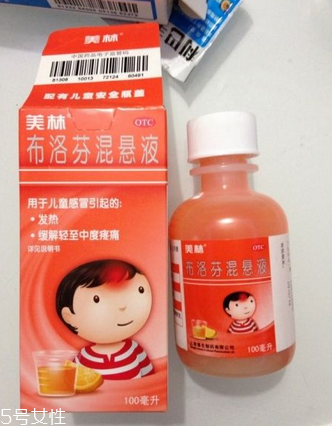 美林
中国药品电子监管码
81308 10013 72124 80481
配有儿童安全瓶盖
美林
OTC
布洛芬混悬液
用于儿童感冒引起的:
·发热
·缓解轻至中度疼痛
详见说明书
100毫升
美林
OTC
布洛芬混悬液
100毫升
5号女性